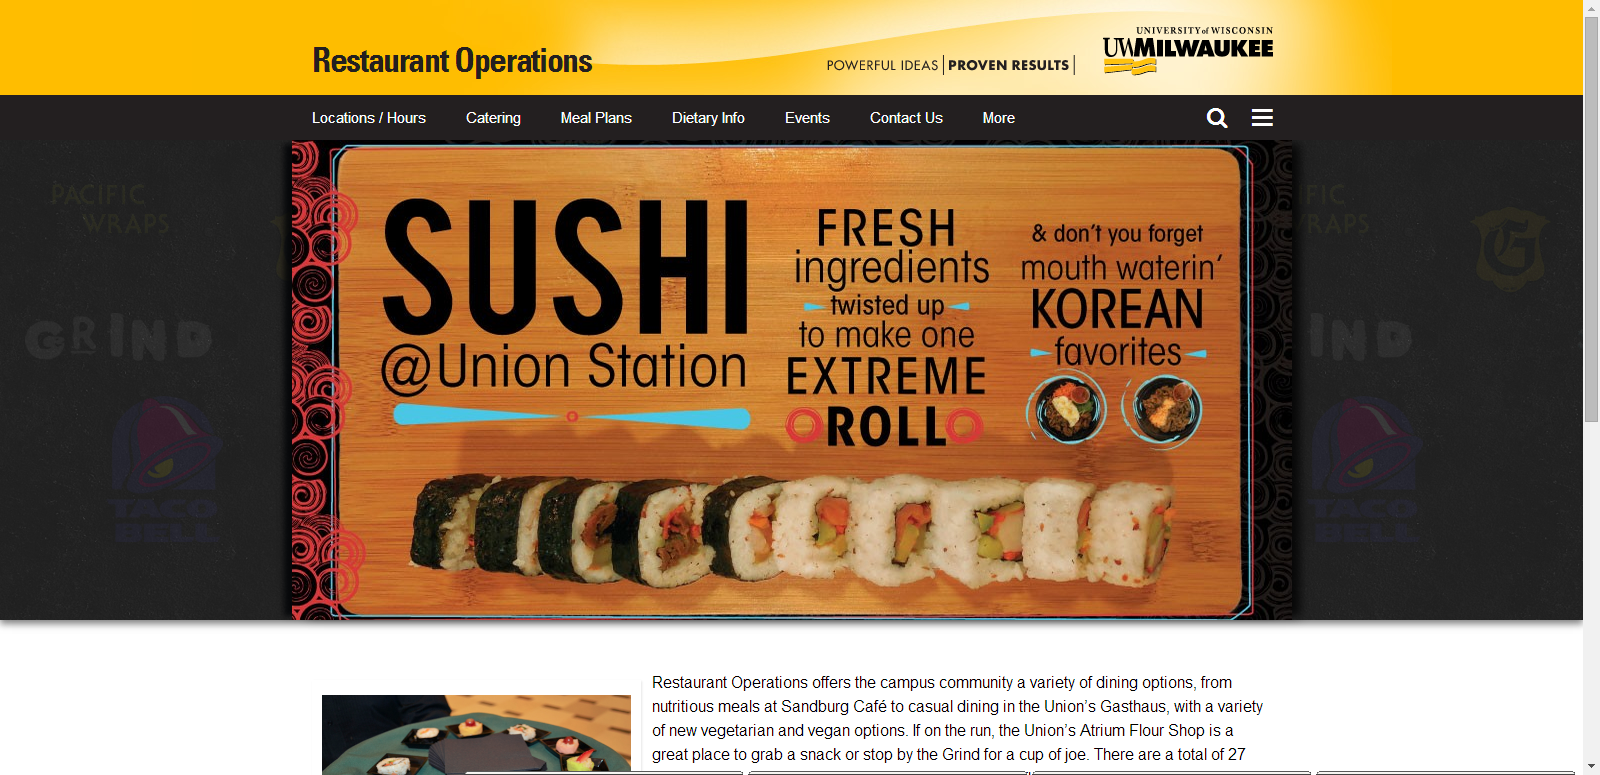 Restaurant Operations
POWERFUL IDEAS | PROVEN RESULTS
UNIVERSITY of WISCONSIN
UWMILWAUKEE
Locations / Hours
Catering
Meal Plans
Dietary Info
Events
Contact Us
More
PACIFIC
WRAPS
GRIND
TACO
BELL
SUSHI
@Union Station
FRESH
ingredients
twisted up
to make one
EXTREME
ROLL
& don't you forget
mouth waterin'
KOREAN
favorites
FIC
RAPS
G
IND
TACO
BELL
Restaurant Operations offers the campus community a variety of dining options, from
nutritious meals at Sandburg Café to casual dining in the Union’s Gasthaus, with a variety
of new vegetarian and vegan options. If on the run, the Union’s Atrium Flour Shop is a
great place to grab a snack or stop by the Grind for a cup of joe. There are a total of 27